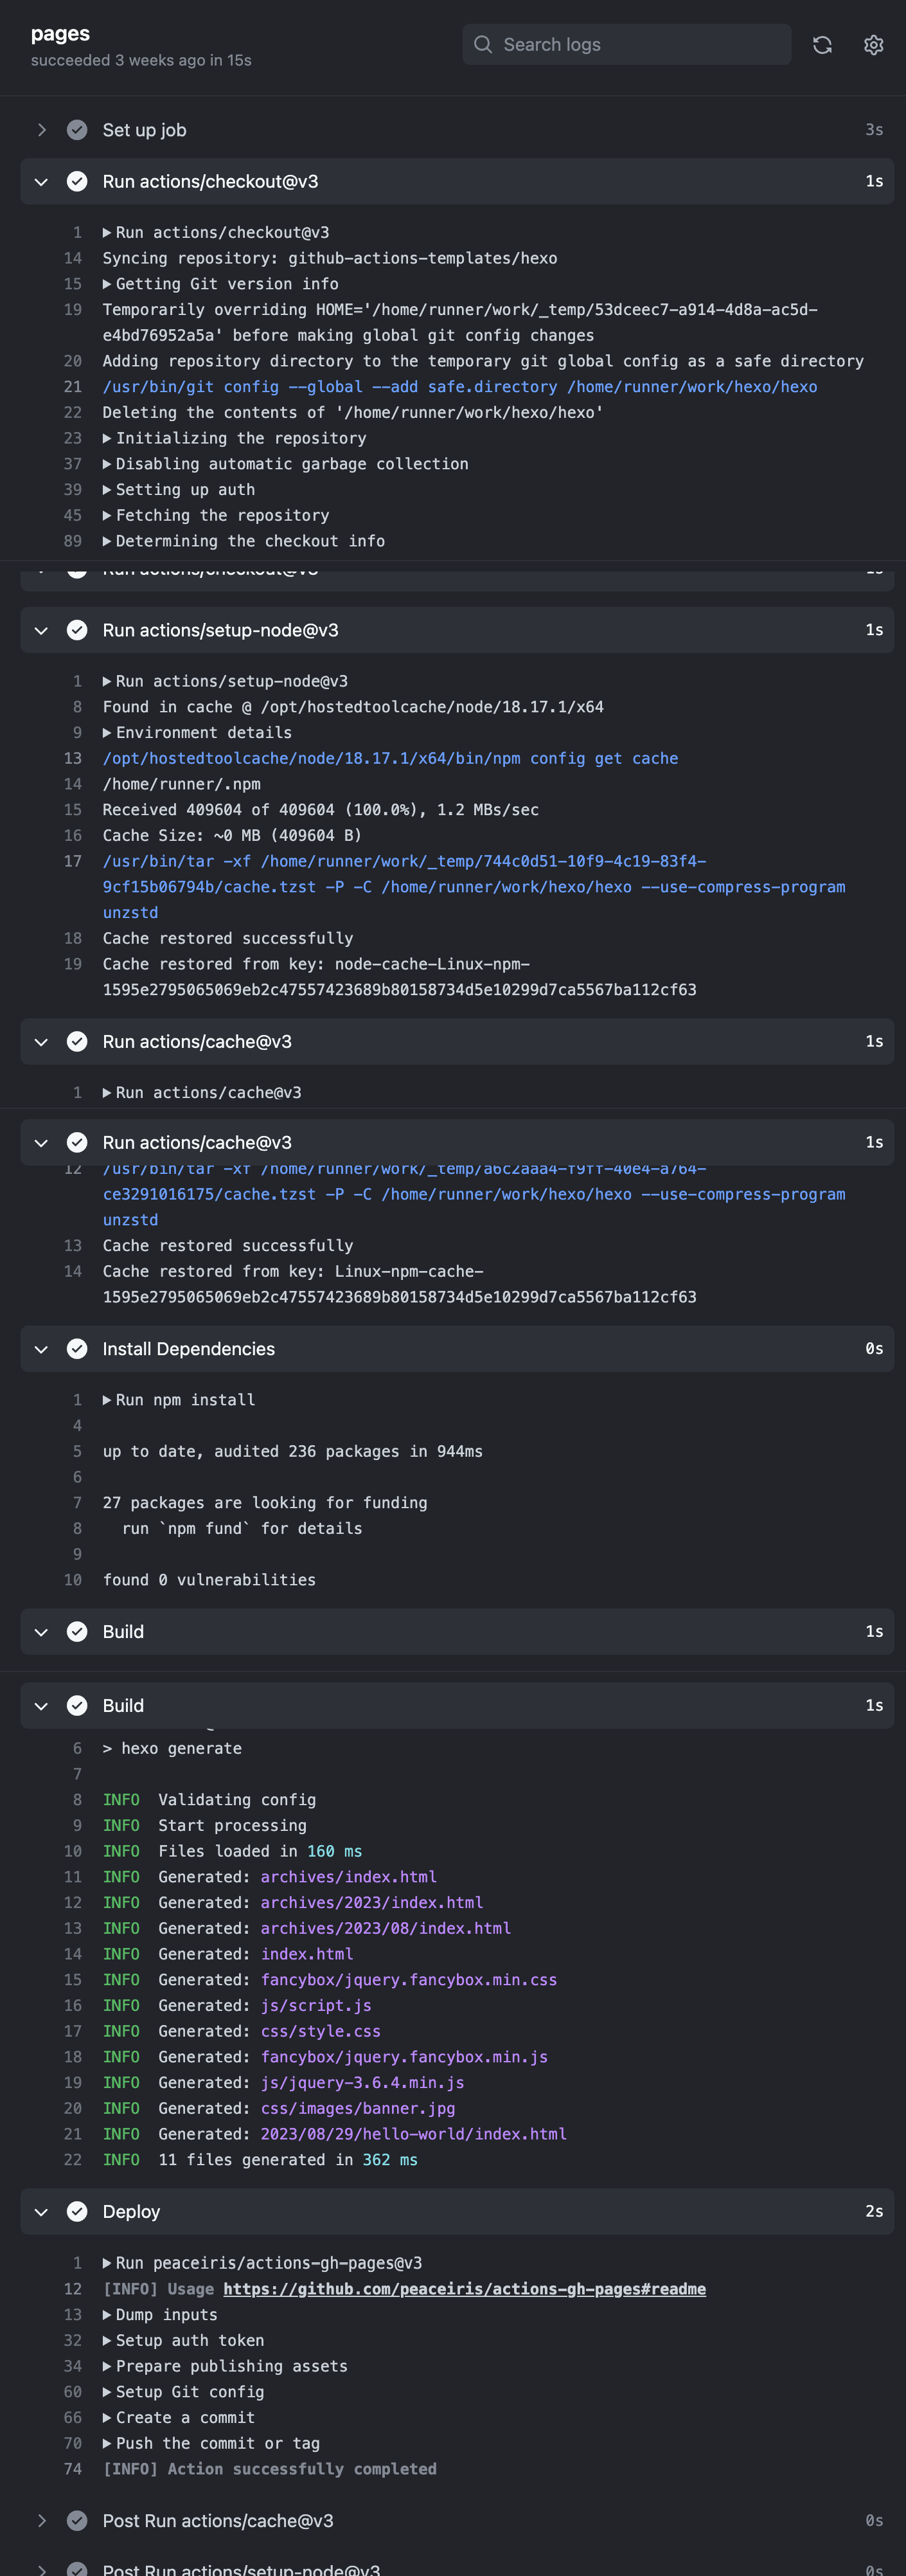 pages
succeeded 3 weeks ago in 15s
Search logs
Set up job 3s
Run actions/checkout@v3 1s
1 ▶Run actions/checkout@v3
14 Syncing repository: github-actions-templates/hexo
15 ▶Getting Git version info
19 Temporarily overriding HOME='/home/runner/work/_temp/53dceec7-a914-4d8a-ac5d-
e4bd76952a5a' before making global git config changes
20 Adding repository directory to the temporary git global config as a safe directory
21 /usr/bin/git config --global --add safe.directory /home/runner/work/hexo/hexo
22 Deleting the contents of '/home/runner/work/hexo/hexo'
23 ▶Initializing the repository
37 ▶Disabling automatic garbage collection
39 ▶Setting up auth
45 ▶Fetching the repository
89 ▶Determining the checkout info
Run actions/checkout@v3 1s
Run actions/setup-node@v3 1s
1 ▶Run actions/setup-node@v3
8 Found in cache @ /opt/hostedtoolcache/node/18.17.1/x64
9 ▶Environment details
13 /opt/hostedtoolcache/node/18.17.1/x64/bin/npm config get cache
14 /home/runner/.npm
15 Received 409604 of 409604 (100.0%), 1.2 MBs/sec
16 Cache Size: ~0 MB (409604 B)
17 /usr/bin/tar -xf /home/runner/work/_temp/744c0d51-10f9-4c19-83f4-
9cf15b06794b/cache.tzst -P -C /home/runner/work/hexo/hexo --use-compress-program
unzstd
18 Cache restored successfully
19 Cache restored from key: node-cache-Linux-npm-
1595e2795065069eb2c47557423689b80158734d5e10299d7ca5567ba112cf63
Run actions/cache@v3 1s
1 ▶Run actions/cache@v3
Run actions/cache@v3 1s
12 /usr/bin/tar -xf /home/runner/work/_temp/a6c2aaa4-f9ff-40e4-a764-
ce3291016175/cache.tzst -P -C /home/runner/work/hexo/hexo --use-compress-program
unzstd
13 Cache restored successfully
14 Cache restored from key: Linux-npm-cache-
1595e2795065069eb2c47557423689b80158734d5e10299d7ca5567ba112cf63
Install Dependencies 0s
1 ▶Run npm install
4
5 up to date, audited 236 packages in 944ms
6
7 27 packages are looking for funding
8 run `npm fund` for details
9
10 found 0 vulnerabilities
Build 1s
Build 1s
6 > hexo generate
7
8 INFO Validating config
9 INFO Start processing
10 INFO Files loaded in 160 ms
11 INFO Generated: archives/index.html
12 INFO Generated: archives/2023/index.html
13 INFO Generated: archives/2023/08/index.html
14 INFO Generated: index.html
15 INFO Generated: fancybox/jquery.fancybox.min.css
16 INFO Generated: js/script.js
17 INFO Generated: css/style.css
18 INFO Generated: fancybox/jquery.fancybox.min.js
19 INFO Generated: js/jquery-3.6.4.min.js
20 INFO Generated: css/images/banner.jpg
21 INFO Generated: 2023/08/29/hello-world/index.html
22 INFO 11 files generated in 362 ms
Deploy 2s
1 ▶Run peaceiris/actions-gh-pages@v3
12 [INFO] Usage https://github.com/peaceiris/actions-gh-pages#readme
13 ▶Dump inputs
32 ▶Setup auth token
34 ▶Prepare publishing assets
60 ▶Setup Git config
66 ▶Create a commit
70 ▶Push the commit or tag
74 [INFO] Action successfully completed
Post Run actions/cache@v3 0s
Post Run actions/setup-node@v3 0s